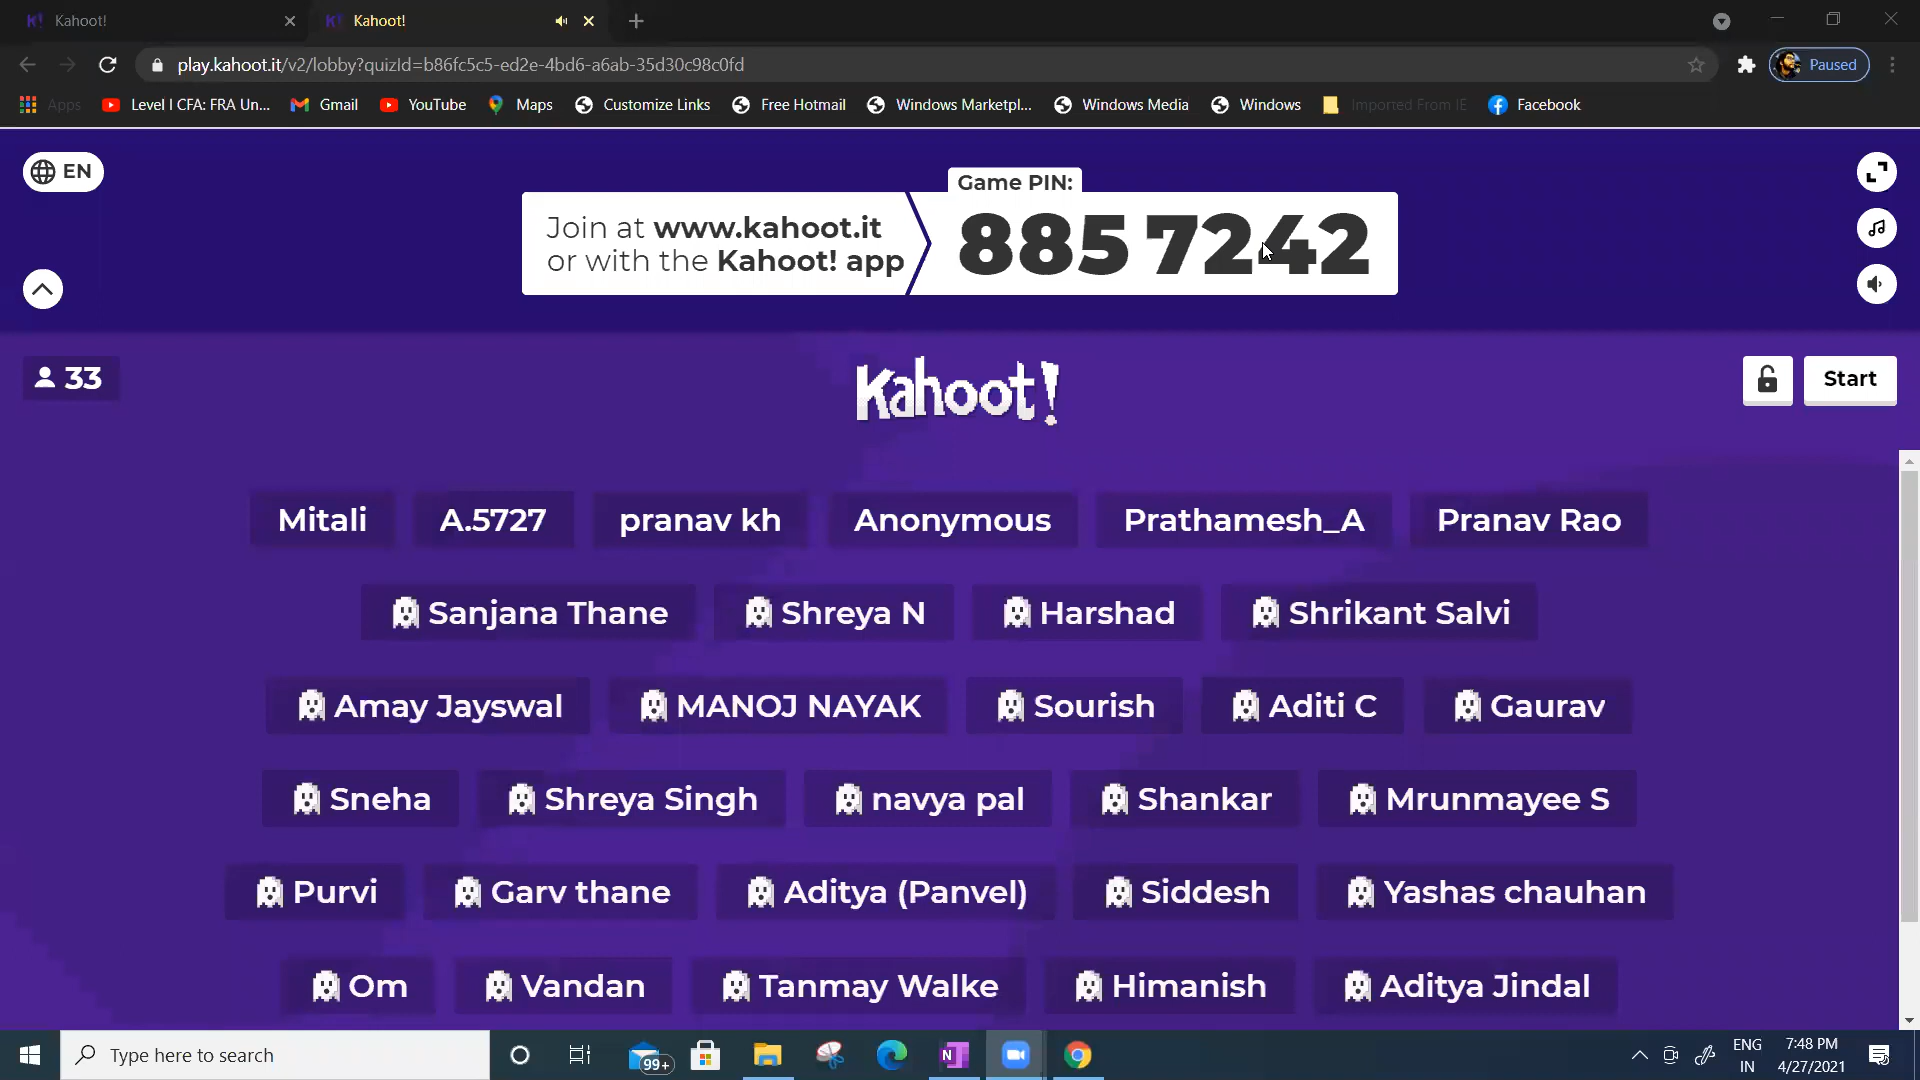 Kahoot!
Kahoot!
play.kahoot.it/v2/lobby?quizId=b86fc5c5-ed2e-4bd6-a6ab-35d30c98c0fd
Paused
Apps Level I CFA: FRA Un... Gmail YouTube Maps Customize Links Free Hotmail Windows Marketpl... Windows Media Windows Imported From IE Facebook
EN
Game PIN:
Join at www.kahoot.it
or with the Kahoot! app
885 7242
33
Kahoot!
Start
Mitali A.5727 pranav kh Anonymous Prathamesh_A Pranav Rao
Sanjana Thane Shreya N Harshad Shrikant Salvi
Amay Jayswal MANOJ NAYAK Sourish Aditi C Gaurav
Sneha Shreya Singh navya pal Shankar Mrunmayee S
Purvi Garv thane Aditya (Panvel) Siddesh Yashas chauhan
Om Vandan Tanmay Walke Himanish Aditya Jindal
Type here to search
99+
ENG
IN
7:48 PM
4/27/2021